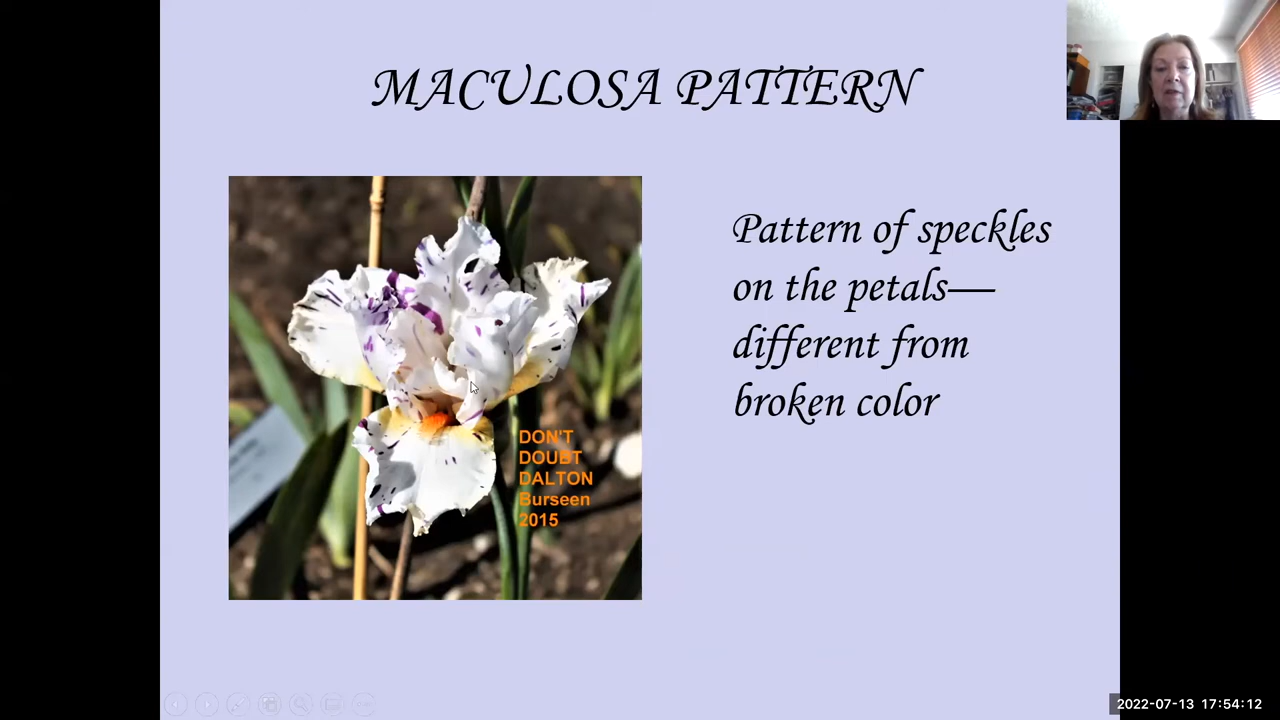 MACULOSA PATTERN
Pattern of speckles
on the petals—
different from
broken color
DON'T
DOUBT
DALTON
Burseen
2015
2022-07-13 17:54:12